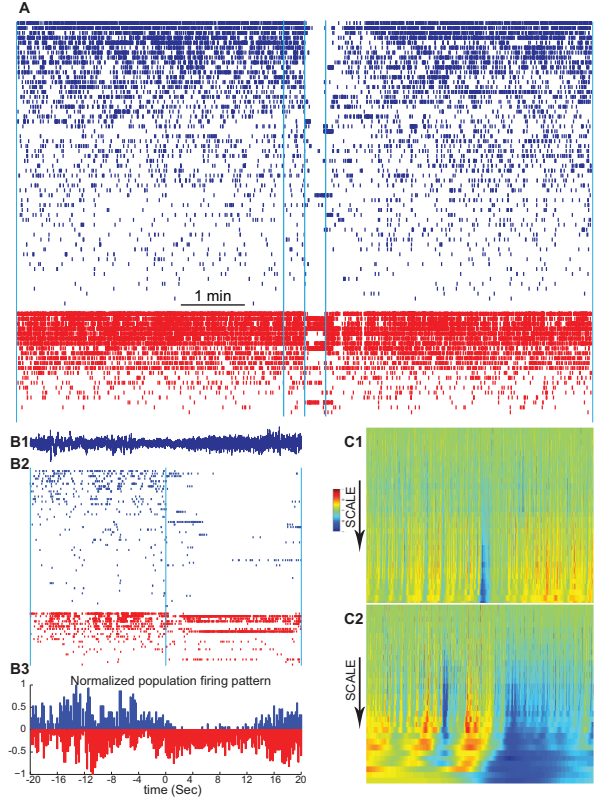 A
1 min
B1
B2
B3
Normalized population firing pattern
1
0.5
0
-0.5
-1
-20 -16 -12 -8 -4 0 4 8 12 16 20
time (Sec)
C1
SCALE
C2
SCALE